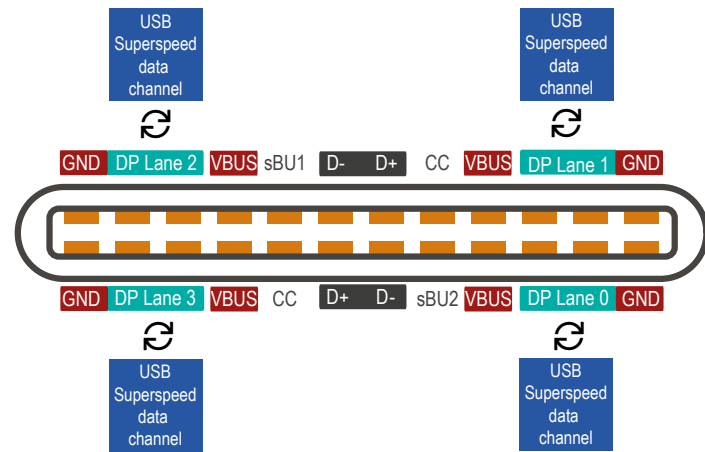 USB
Superspeed
data
channel
USB
Superspeed
data
channel
GND DP Lane 2 VBUS sBU1 D- D+ CC VBUS DP Lane 1 GND
GND DP Lane 3 VBUS CC D+ D- sBU2 VBUS DP Lane 0 GND
USB
Superspeed
data
channel
USB
Superspeed
data
channel